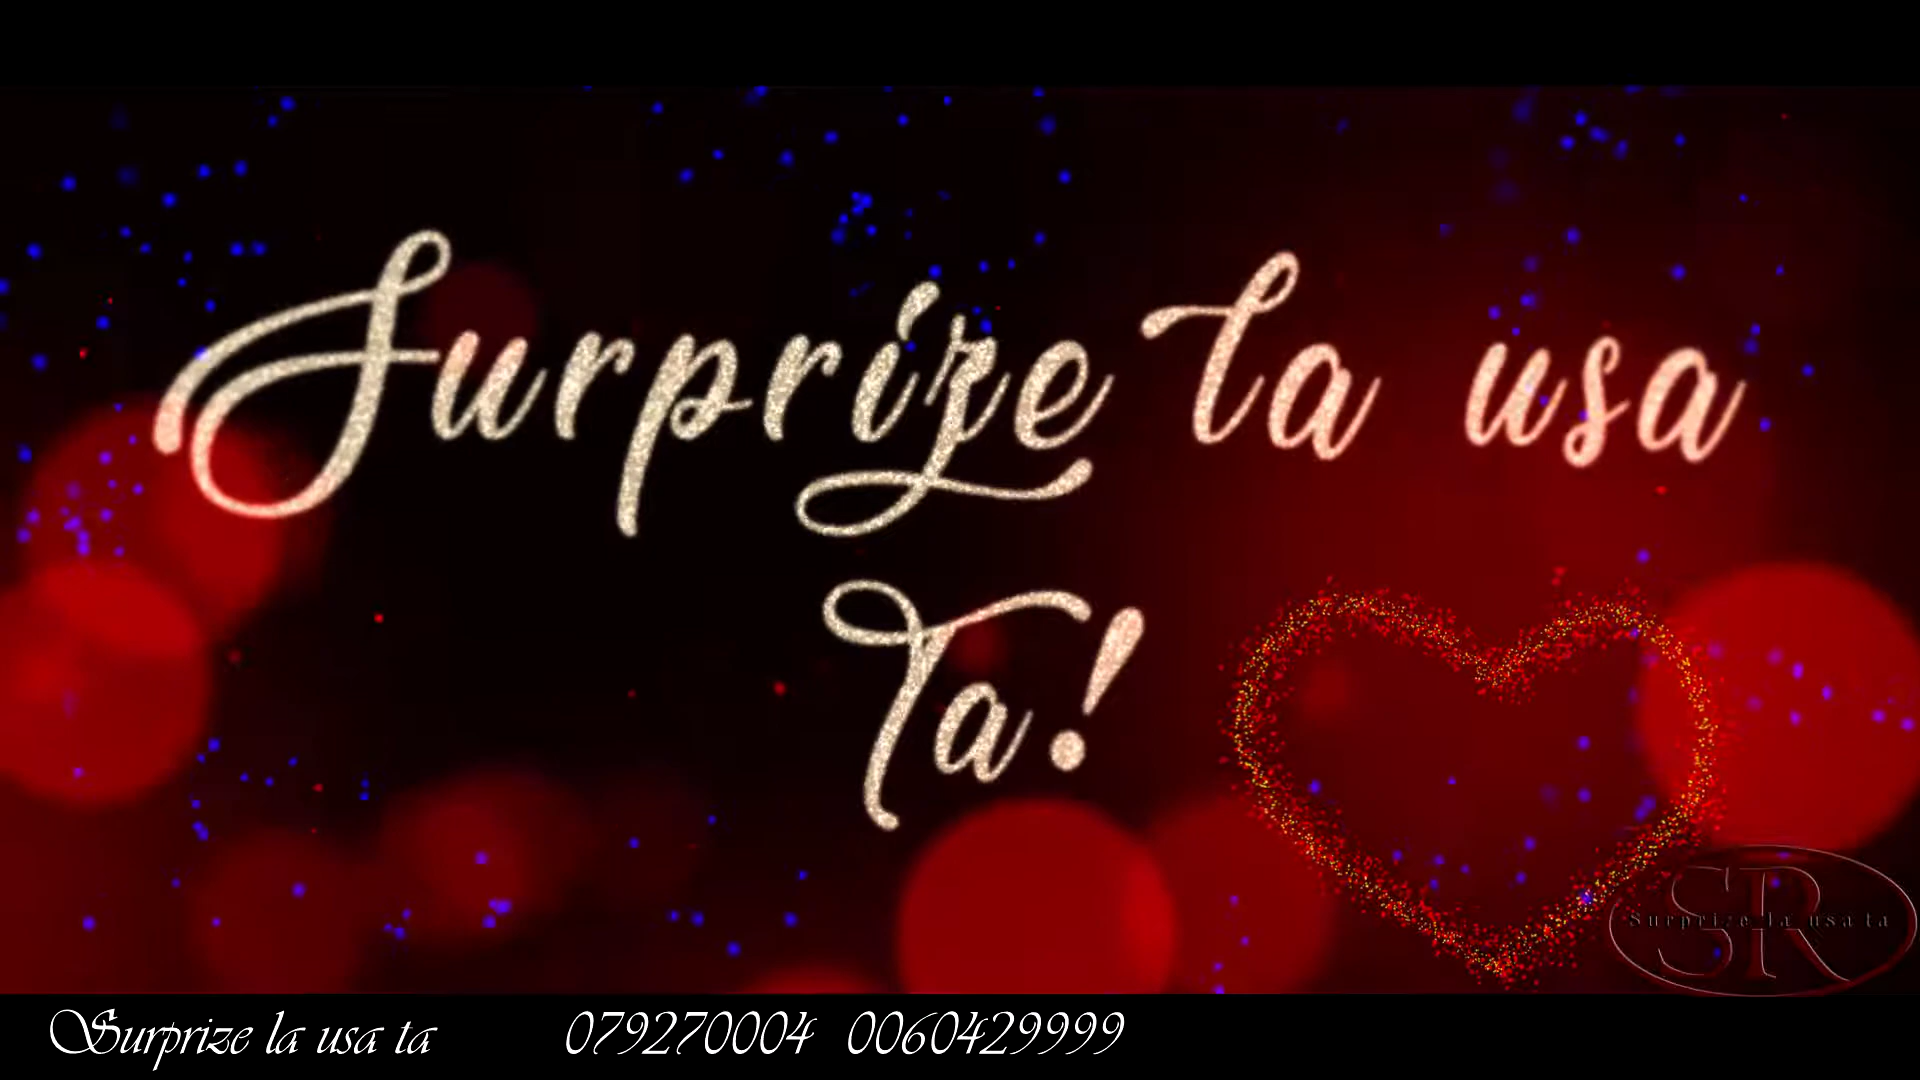 Surprize la usa
Ta!
SR
Surprize la usa ta
Surprize la usa ta 079270004 0060429999